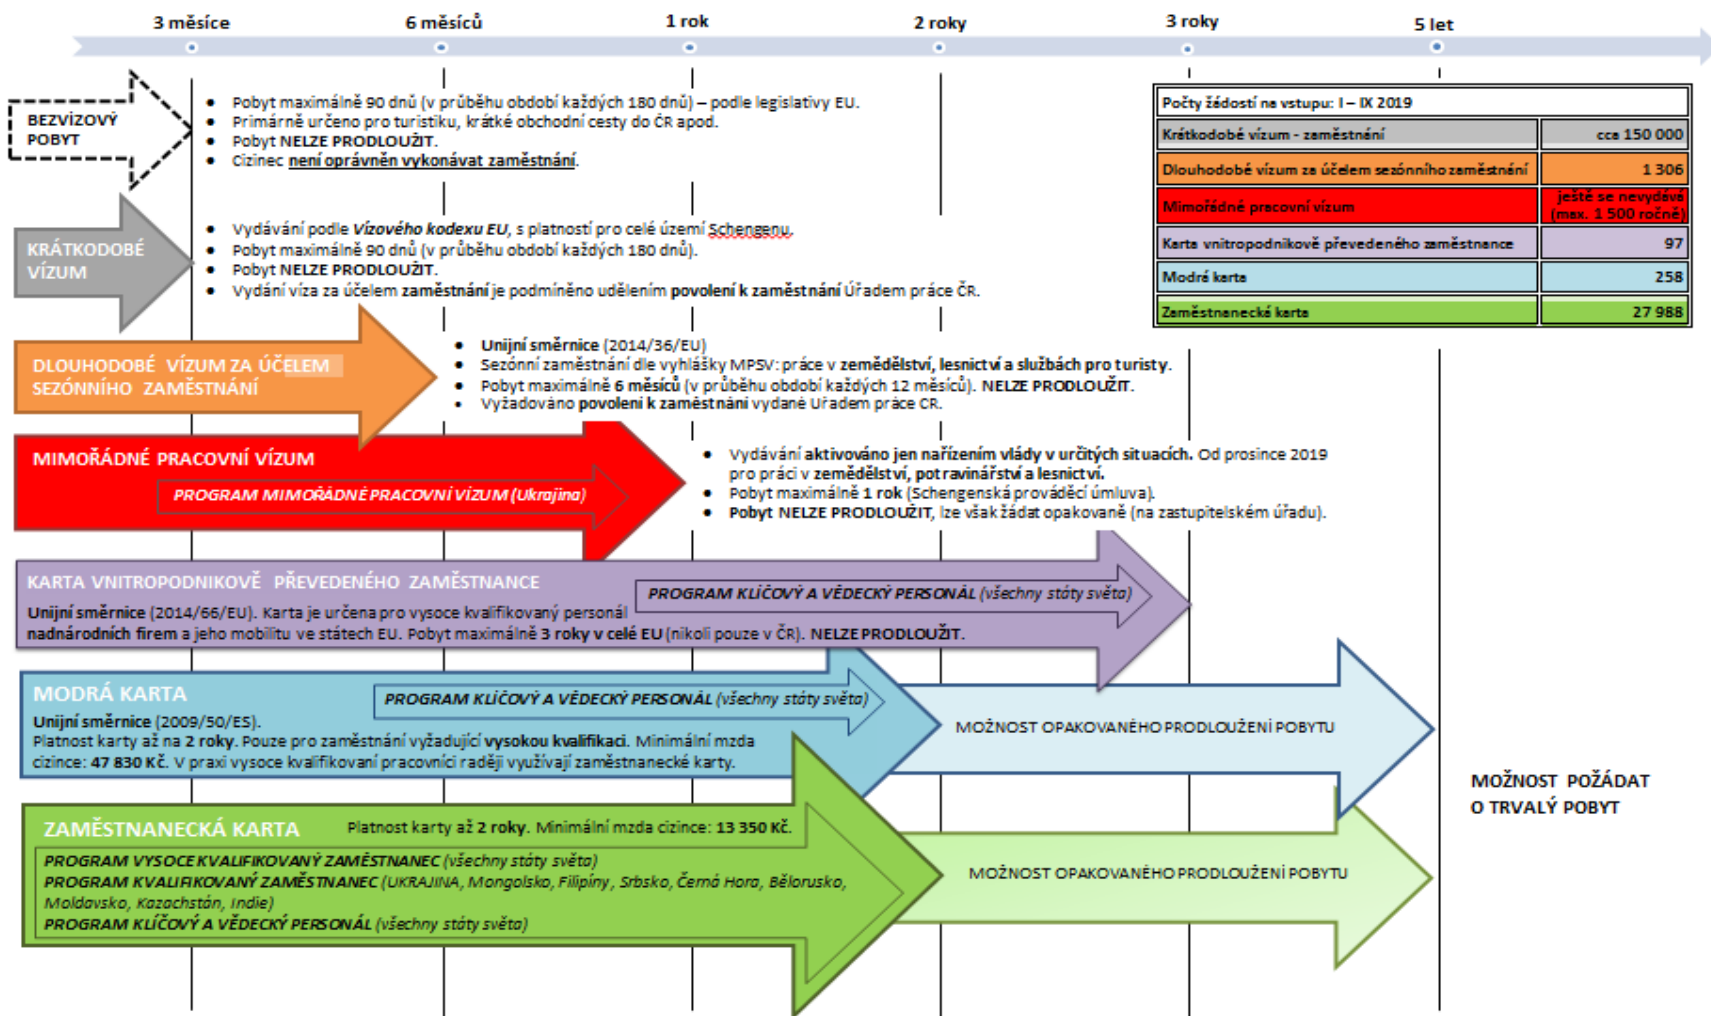 3 měsíce
6 měsíců
1 rok
2 roky
3 roky
5 let
BEZVÍZOVÝ
POBYT
• Pobyt maximálně 90 dnů (v průběhu období každých 180 dnů) – podle legislativy EU.
• Primárně určeno pro turistiku, krátké obchodní cesty do ČR apod.
• Pobyt NELZE PRODLOUŽIT.
• Cizinec není oprávněn vykonávat zaměstnání.
Počty žádostí na vstupu: I – IX 2019
Krátkodobé vízum - zaměstnání cca 150 000
Dlouhodobé vízum za účelem sezónního zaměstnání 1 306
Mimořádné pracovní vízum ještě se nevydává
(max. 1 500 ročně)
Karta vnitropodnikově převedeného zaměstnance 97
Modrá karta 258
Zaměstnanecká karta 27 988
KRÁTKODOBÉ
VÍZUM
• Vydávání podle Vízového kodexu EU, s platností pro celé území Schengenu.
• Pobyt maximálně 90 dnů (v průběhu období každých 180 dnů).
• Pobyt NELZE PRODLOUŽIT.
• Vydání víza za účelem zaměstnání je podmíněno udělením povolení k zaměstnání Úřadem práce ČR.
DLOUHODOBÉ VÍZUM ZA ÚČELEM
SEZÓNNÍHO ZAMĚSTNÁNÍ
• Unijní směrnice (2014/36/EU)
• Sezónní zaměstnání dle vyhlášky MPSV: práce v zemědělství, lesnictví a službách pro turisty.
• Pobyt maximálně 6 měsíců (v průběhu období každých 12 měsíců). NELZE PRODLOUŽIT.
• Vyžadováno povolení k zaměstnání vydané Úřadem práce ČR.
MIMOŘÁDNÉ PRACOVNÍ VÍZUM
PROGRAM MIMOŘÁDNÉ PRACOVNÍ VÍZUM (Ukrajina)
• Vydávání aktivováno jen nařízením vlády v určitých situacích. Od prosince 2019
pro práci v zemědělství, potravinářství a lesnictví.
• Pobyt maximálně 1 rok (Schengenská prováděcí úmluva).
• Pobyt NELZE PRODLOUŽIT, lze však žádat opakovaně (na zastupitelském úřadu).
KARTA VNITROPODNIKOVĚ PŘEVEDENÉHO ZAMĚSTNANCE
PROGRAM KLÍČOVÝ A VĚDECKÝ PERSONÁL (všechny státy světa)
Unijní směrnice (2014/66/EU). Karta je určena pro vysoce kvalifikovaný personál
nadnárodních firem a jeho mobilitu ve státech EU. Pobyt maximálně 3 roky v celé EU (nikoli pouze v ČR). NELZE PRODLOUŽIT.
MODRÁ KARTA
PROGRAM KLÍČOVÝ A VĚDECKÝ PERSONÁL (všechny státy světa)
Unijní směrnice (2009/50/ES).
Platnost karty až na 2 roky. Pouze pro zaměstnání vyžadující vysokou kvalifikaci. Minimální mzda
cizince: 47 830 Kč. V praxi vysoce kvalifikovaní pracovníci raději využívají zaměstnanecké karty.
MOŽNOST OPAKOVANÉHO PRODLOUŽENÍ POBYTU
MOŽNOST POŽÁDAT
O TRVALÝ POBYT
ZAMĚSTNANECKÁ KARTA
Platnost karty až 2 roky. Minimální mzda cizince: 13 350 Kč.
PROGRAM VYSOCE KVALIFIKOVANÝ ZAMĚSTNANEC (všechny státy světa)
PROGRAM KVALIFIKOVANÝ ZAMĚSTNANEC (UKRAJINA, Mongolsko, Filipíny, Srbsko, Černá Hora, Bělorusko,
Moldavsko, Kazachstán, Indie)
PROGRAM KLÍČOVÝ A VĚDECKÝ PERSONÁL (všechny státy světa)
MOŽNOST OPAKOVANÉHO PRODLOUŽENÍ POBYTU